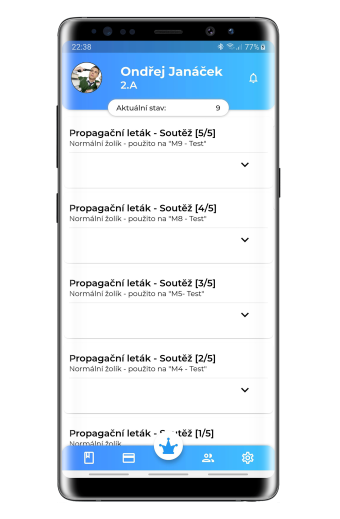 22:38
77%
Ondřej Janáček
2.A
Aktuální stav: 9
Propagační leták - Soutěž [5/5]
Normální žolík - použito na "M9 - Test"
Propagační leták - Soutěž [4/5]
Normální žolík - použito na "M8 - Test"
Propagační leták - Soutěž [3/5]
Normální žolík - použito na "M5- Test"
Propagační leták - Soutěž [2/5]
Normální žolík - použito na "M4 - Test"
Propagační leták - Soutěž [1/5]
Normální žolík